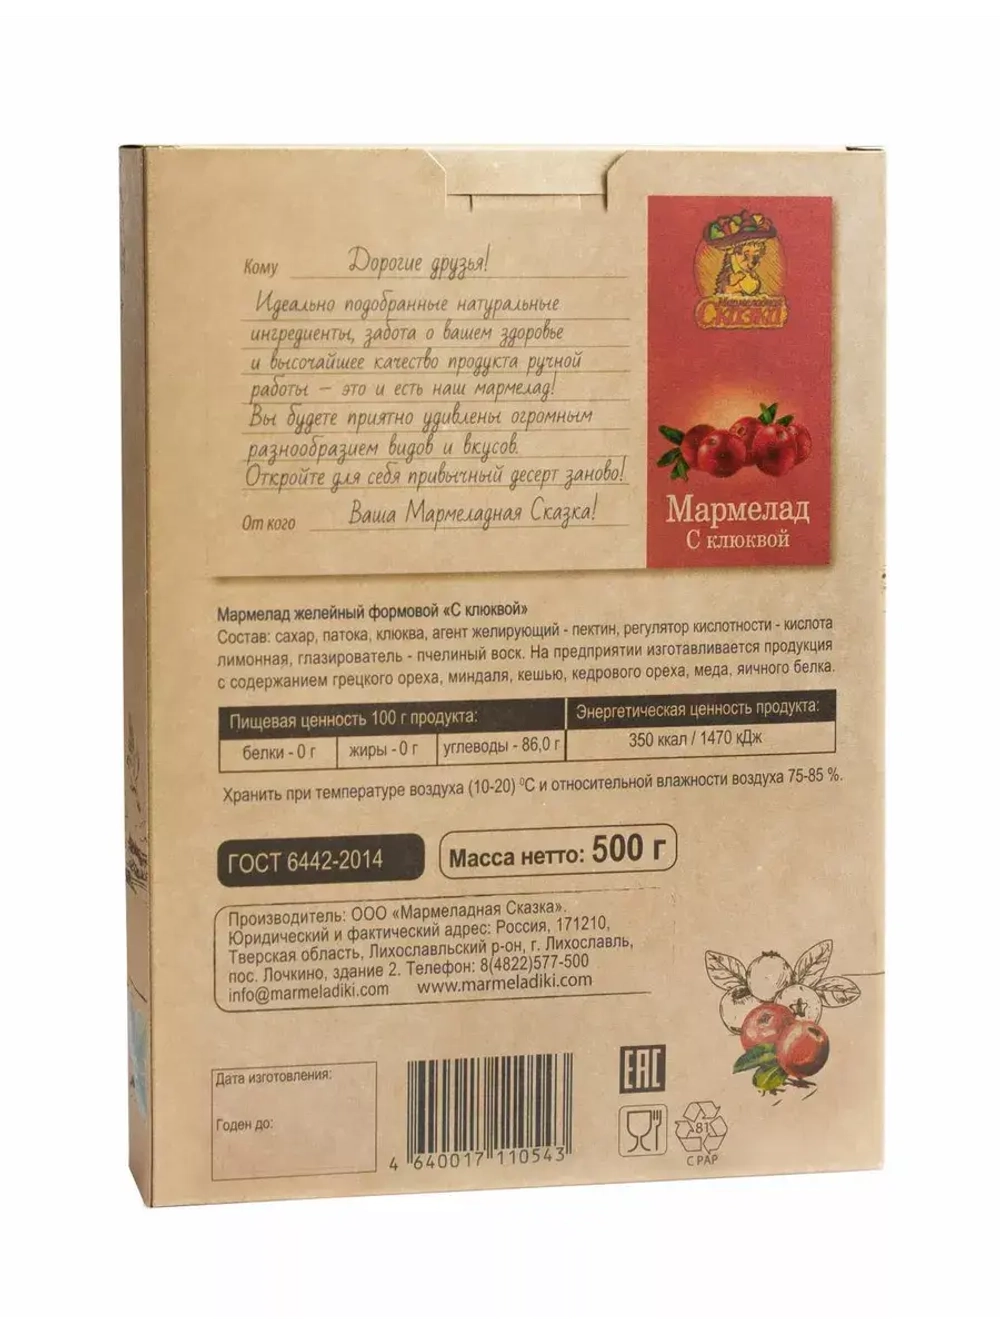 Кому Дорогие друзья!
Идеально подобранные натуральные
ингредиенты, забота о вашем здоровье
и высочайшее качество продукта ручной
работы – это и есть наш мармелад!
Вы будете приятно удивлены огромным
разнообразием видов и вкусов.
Откройте для себя привычный десерт заново!
От кого Ваша Мармеладная Сказка!
Мармеладная
Сказка
Мармелад
С клюквой
Мармелад желейный формовой «С клюквой»
Состав: сахар, патока, клюква, агент желирующий - пектин, регулятор кислотности - кислота
лимонная, глазирователь - пчелиный воск. На предприятии изготавливается продукция
с содержанием грецкого ореха, миндаля, кешью, кедрового ореха, меда, яичного белка.
Пищевая ценность 100 г продукта: Энергетическая ценность продукта:
белки - 0 г жиры - 0 г углеводы - 86,0 г 350 ккал / 1470 кДж
Хранить при температуре воздуха (10-20) ⁰С и относительной влажности воздуха 75-85 %.
ГОСТ 6442-2014 Масса нетто: 500 г
Производитель: ООО «Мармеладная Сказка».
Юридический и фактический адрес: Россия, 171210,
Тверская область, Лихославльский р-он, г. Лихославль,
пос. Лочкино, здание 2. Телефон: 8(4822)577-500
info@marmeladiki.com www.marmeladiki.com
Дата изготовления:
Годен до:
4 640017 110543
EAC
81
C PAP